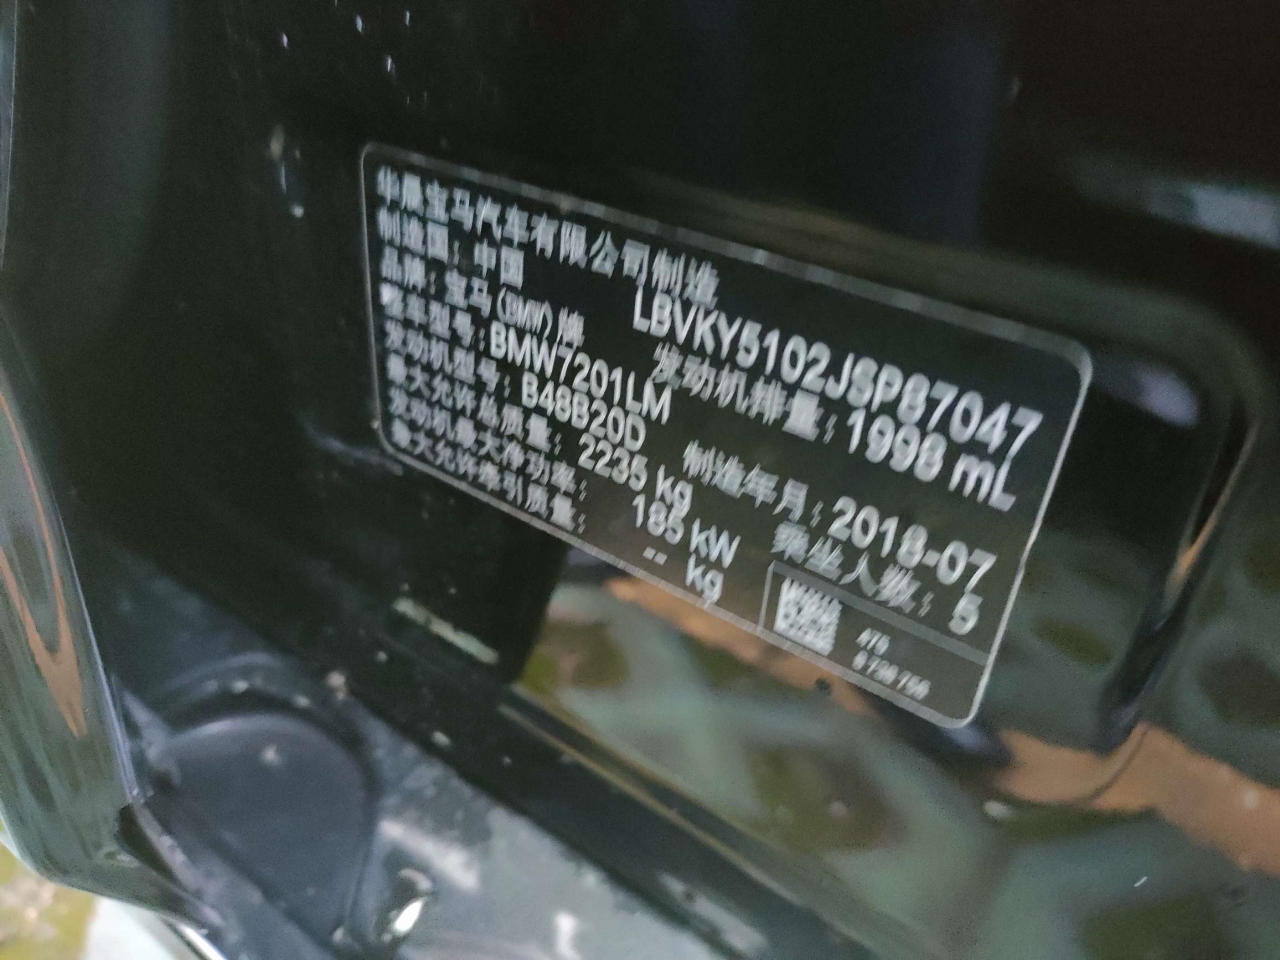 华晨宝马汽车有限公司制造
制造国：中国 LBVKY5102JSP87047
品牌：宝马(BMW)牌 发动机排量：1998 mL
整车型号：BMW7201LM
发动机型号：B48B20D 制造年月：2018-07
最大允许总质量：2235 kg 乘坐人数：5
发动机最大净功率：185 kW
最大允许牵引质量：-- kg